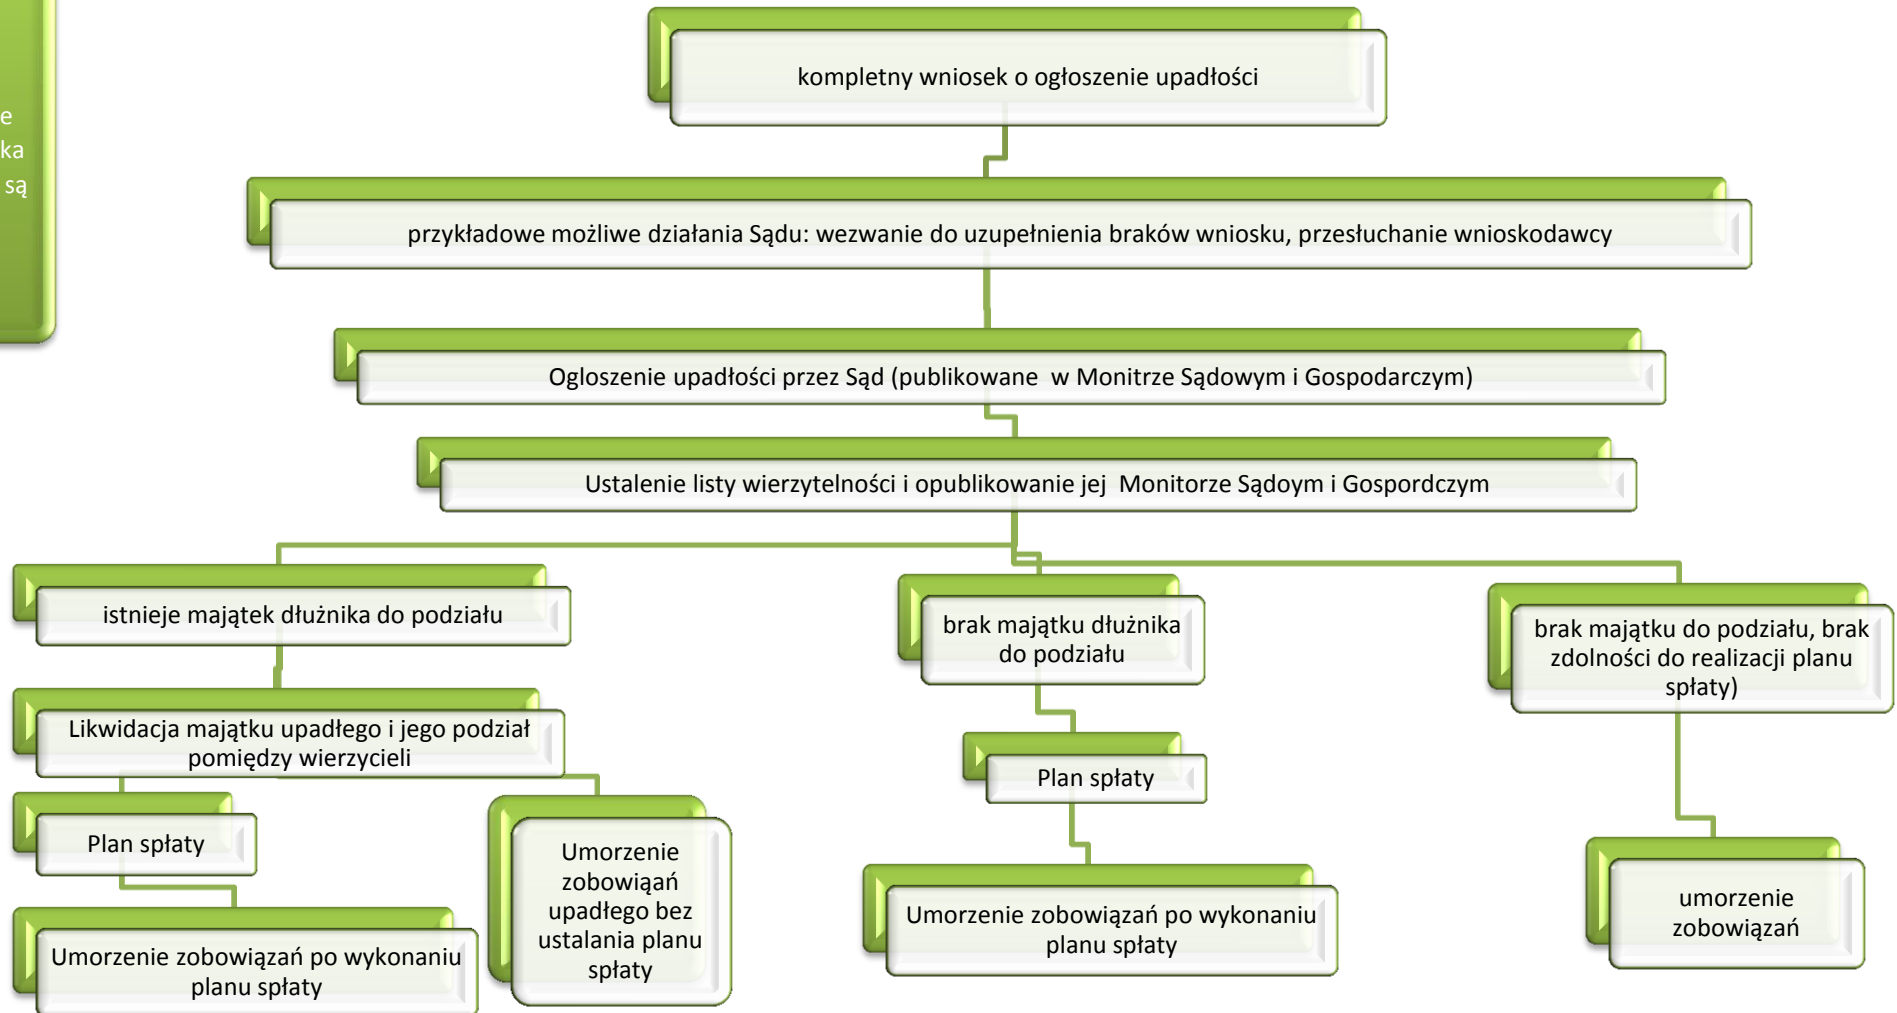 e
ka
są
kompletny wniosek o ogłoszenie upadłości
przykładowe możliwe działania Sądu: wezwanie do uzupełnienia braków wniosku, przesłuchanie wnioskodawcy
Ogloszenie upadłości przez Sąd (publikowane w Monitrze Sądowym i Gospodarczym)
Ustalenie listy wierzytelności i opublikowanie jej Monitorze Sądoym i Gospordczym
istnieje majątek dłużnika do podziału
Likwidacja majątku upadłego i jego podział
pomiędzy wierzycieli
Plan spłaty
Umorzenie zobowiązań po wykonaniu
planu spłaty
Umorzenie
zobowiąań
upadłego bez
ustalania planu
spłaty
brak majątku dłużnika
do podziału
Plan spłaty
Umorzenie zobowiązań po wykonaniu
planu spłaty
brak majątku do podziału, brak
zdolności do realizacji planu
spłaty)
umorzenie
zobowiązań